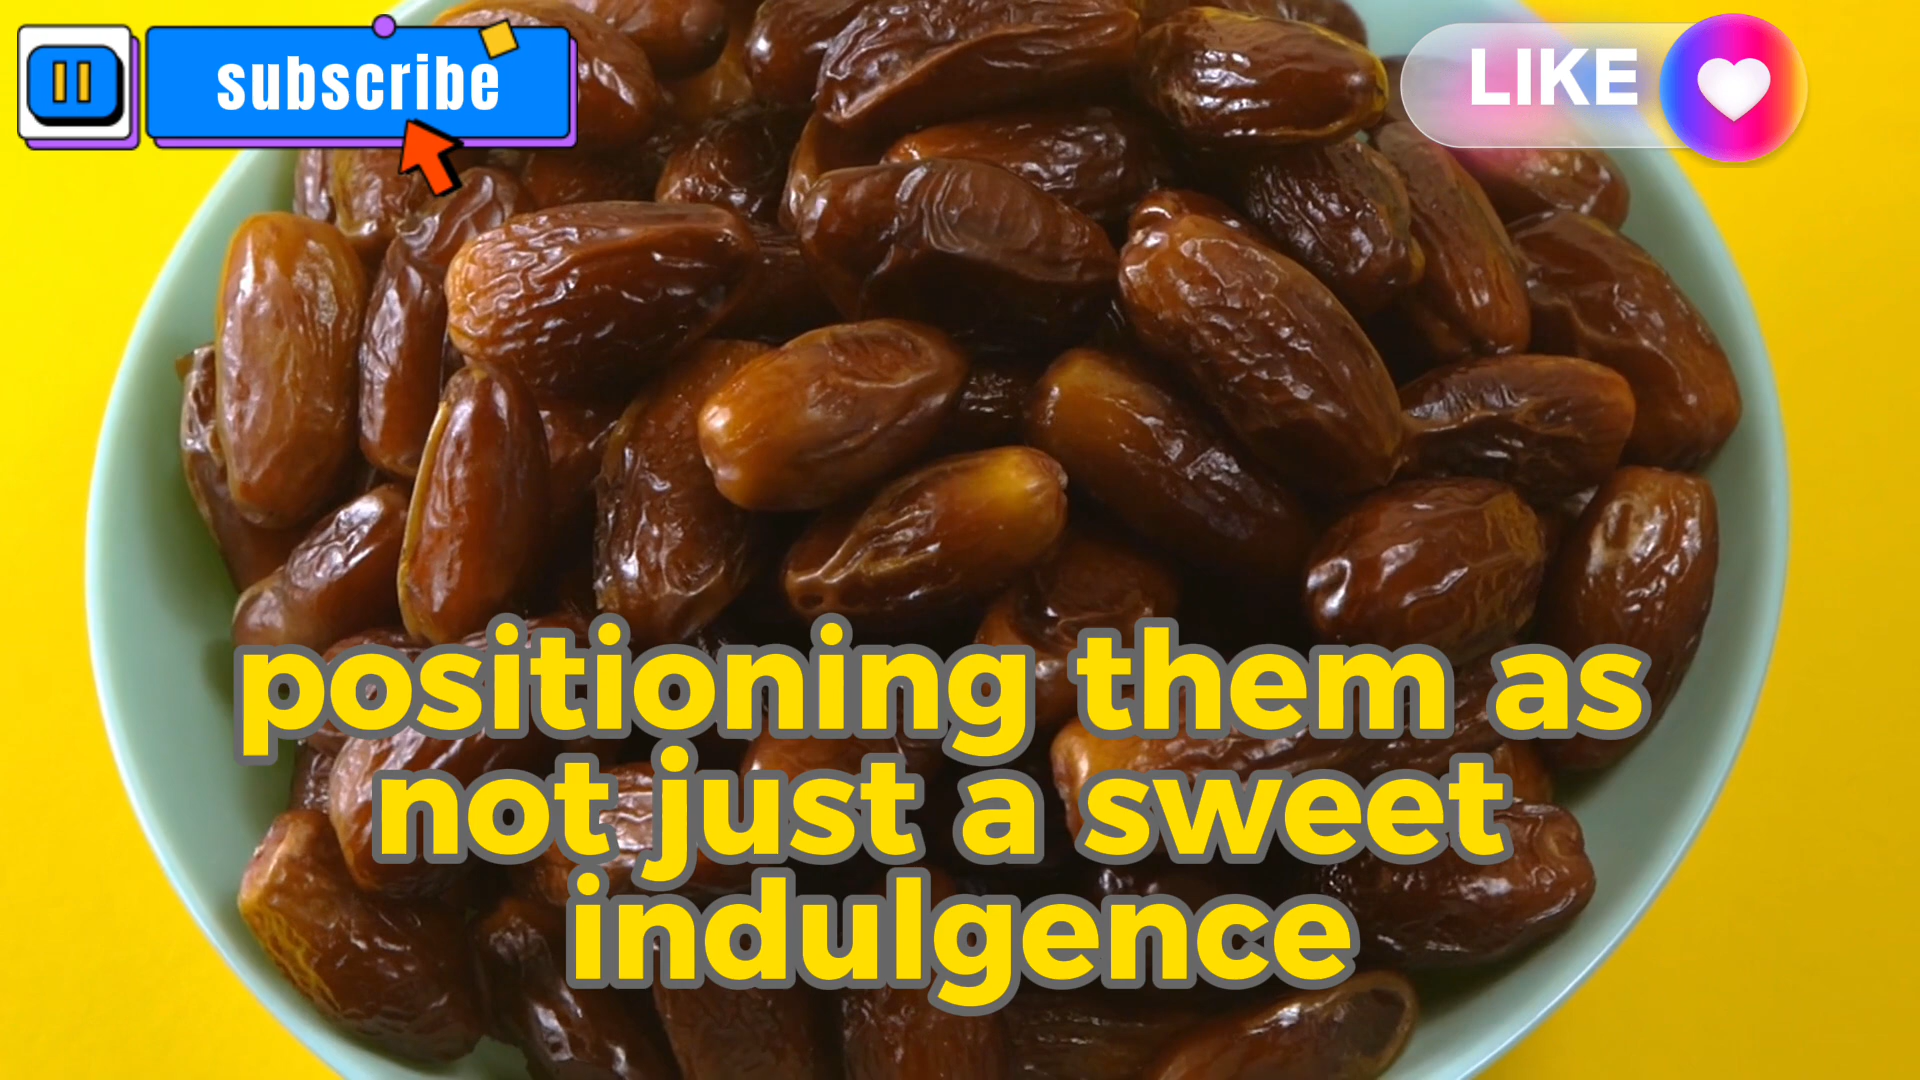 subscribe
LIKE
positioning them as
not just a sweet
indulgence